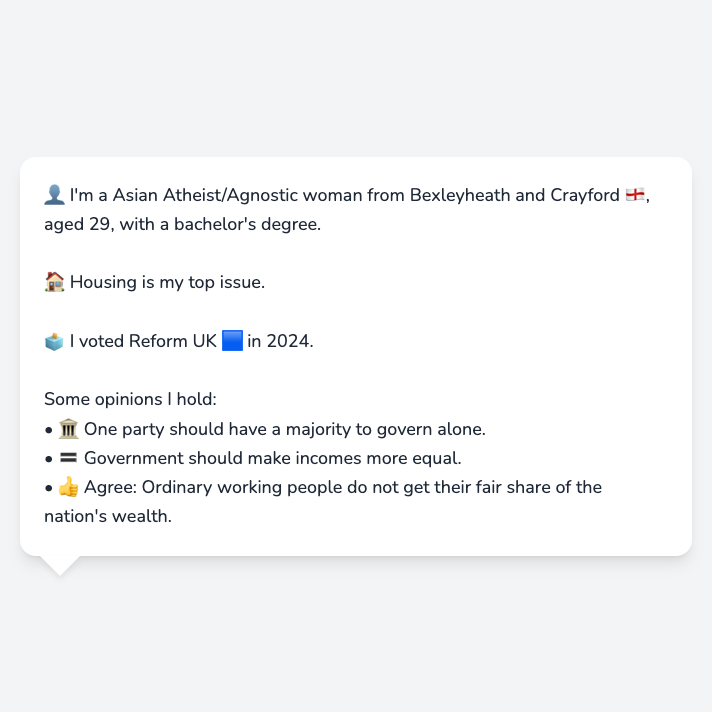 👤 I'm a Asian Atheist/Agnostic woman from Bexleyheath and Crayford 🏴󠁧󠁢󠁥󠁮󠁧󠁿,
aged 29, with a bachelor's degree.
🏠 Housing is my top issue.
🗳️ I voted Reform UK 🟦 in 2024.
Some opinions I hold:
• 🏛️ One party should have a majority to govern alone.
• 🟰 Government should make incomes more equal.
• 👍 Agree: Ordinary working people do not get their fair share of the
nation's wealth.